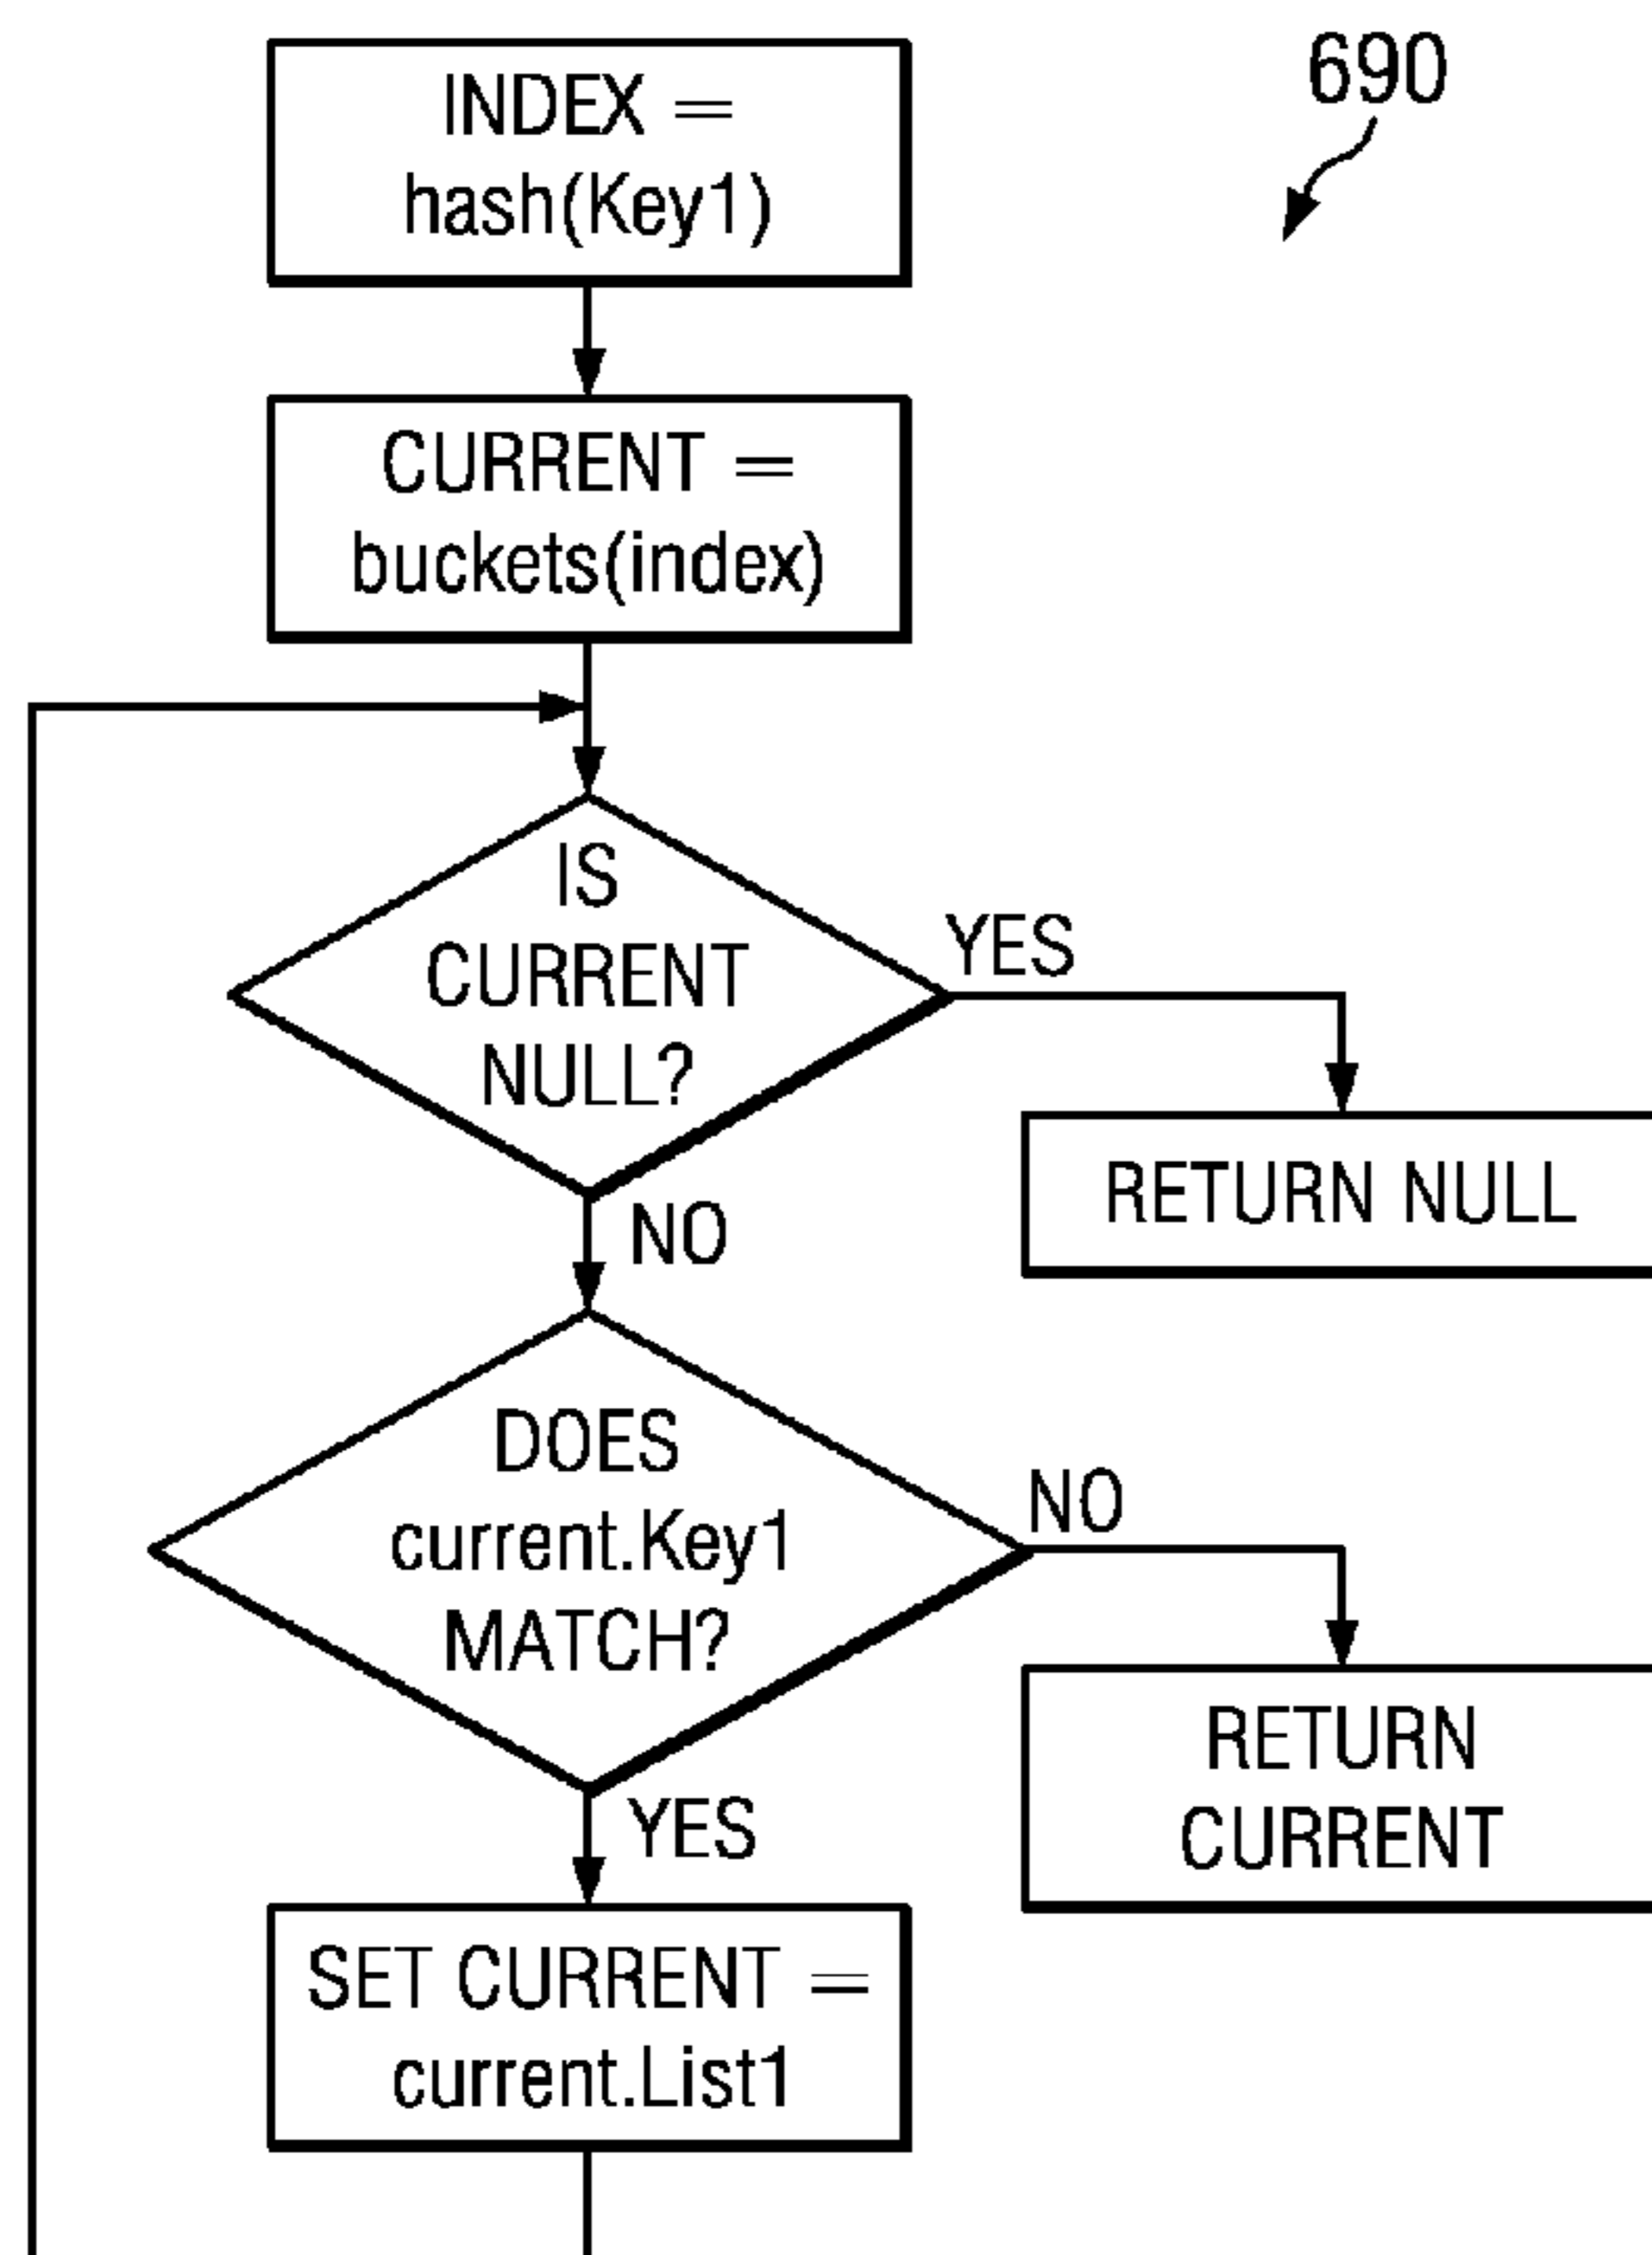 690
INDEX =
hash(Key1)
CURRENT =
buckets(index)
IS
CURRENT
NULL?
YES
RETURN NULL
NO
DOES
current.Key1
MATCH?
NO
RETURN
CURRENT
YES
SET CURRENT =
current.List1